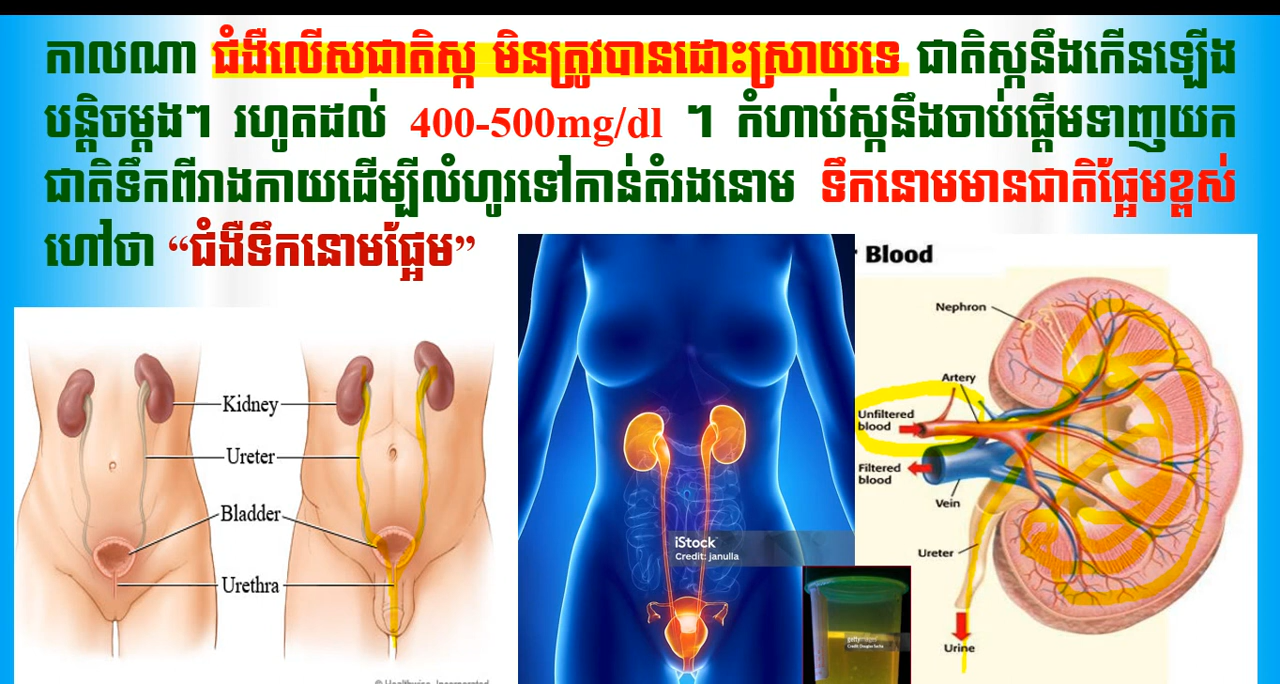 កាលណា ជំងឺលើសជាតិស្ក មិនត្រូវបានដោះស្រាយទេ ជាតិស្កនឹងកើនឡើង
បន្តិចម្តងៗ រហូតដល់ 400-500mg/dl ។ កំហាប់ស្កនឹងចាប់ផ្តើមទាញយក
ជាតិទឹកពីរាងកាយដើម្បីលំហូរទៅកាន់តំរងនោម ទឹកនោមមានជាតិផ្អែមខ្ពស់
ហៅថា “ជំងឺទឹកនោមផ្អែម”
Kidney
Ureter
Bladder
Urethra
© Healthwise, Incorporated
iStock
Credit: janulla
Blood
Nephron
Artery
Unfiltered
blood
Filtered
blood
Vein
Ureter
Urine